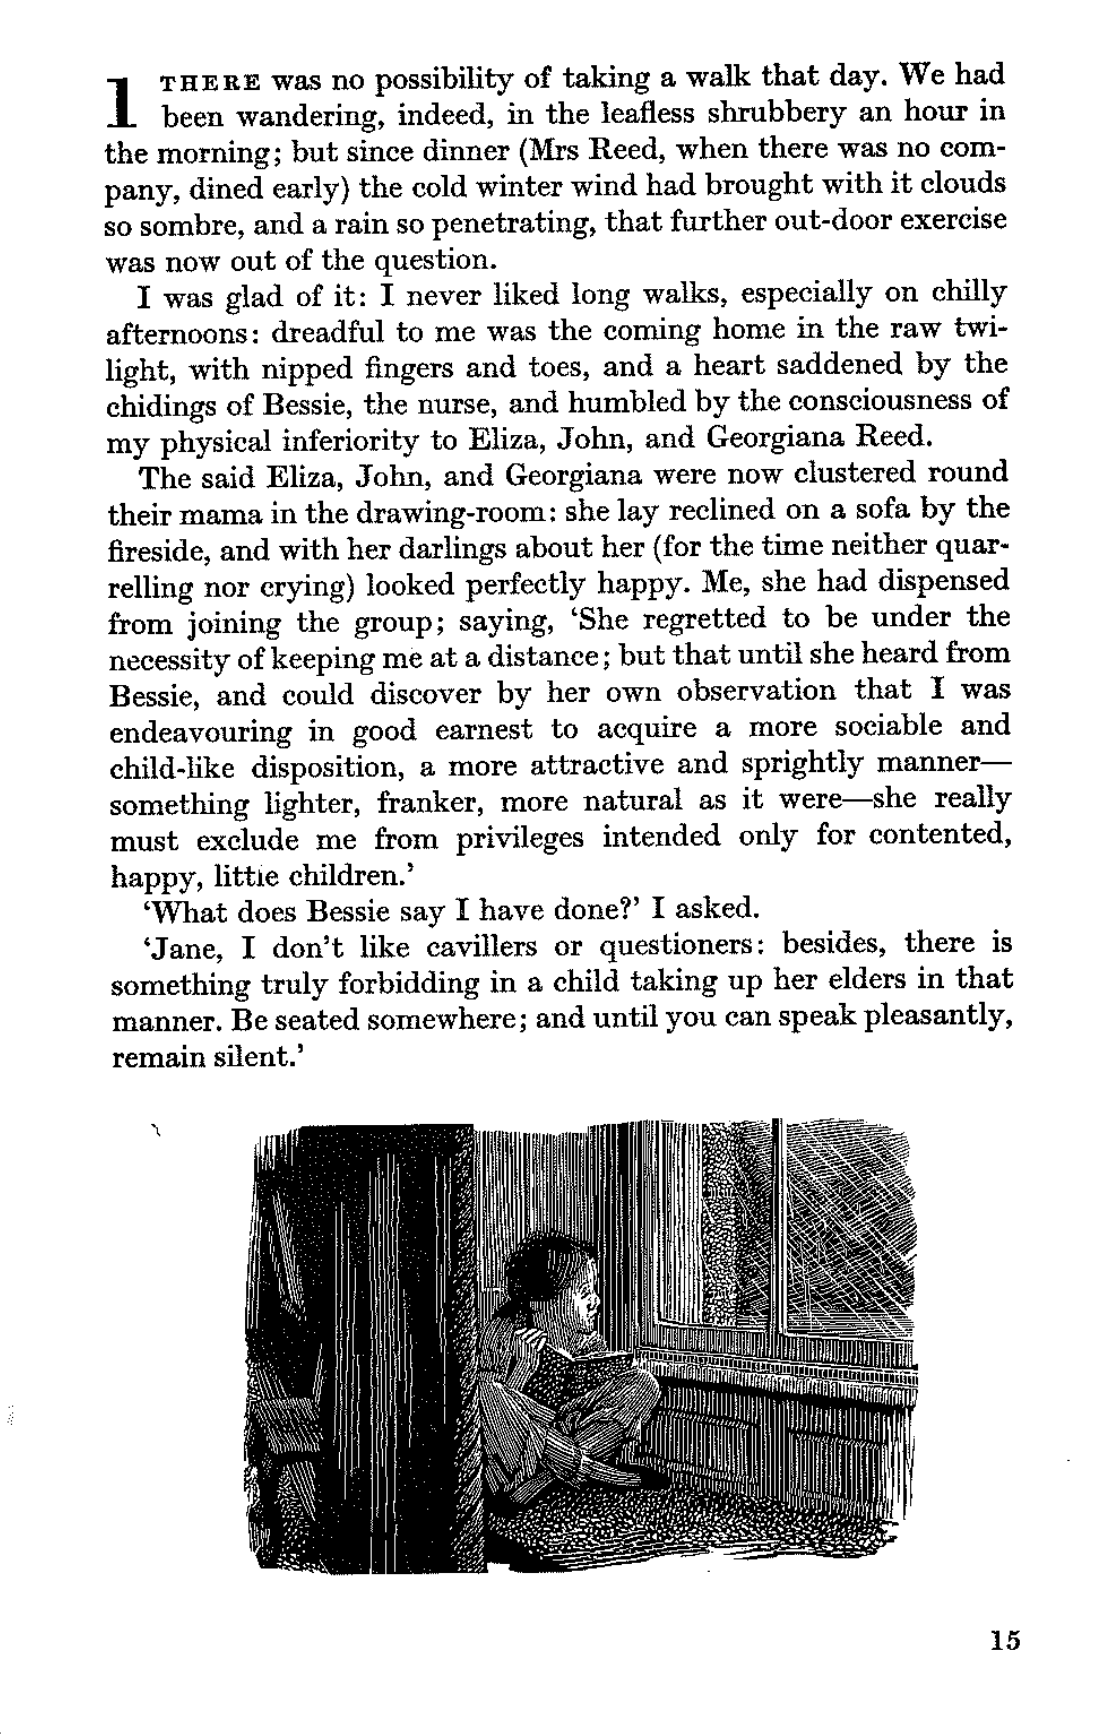 1 THERE was no possibility of taking a walk that day. We had
been wandering, indeed, in the leafless shrubbery an hour in
the morning; but since dinner (Mrs Reed, when there was no com-
pany, dined early) the cold winter wind had brought with it clouds
so sombre, and a rain so penetrating, that further out-door exercise
was now out of the question.
I was glad of it: I never liked long walks, especially on chilly
afternoons: dreadful to me was the coming home in the raw twi-
light, with nipped fingers and toes, and a heart saddened by the
chidings of Bessie, the nurse, and humbled by the consciousness of
my physical inferiority to Eliza, John, and Georgiana Reed.
The said Eliza, John, and Georgiana were now clustered round
their mama in the drawing-room: she lay reclined on a sofa by the
fireside, and with her darlings about her (for the time neither quar-
relling nor crying) looked perfectly happy. Me, she had dispensed
from joining the group; saying, ‘She regretted to be under the
necessity of keeping me at a distance; but that until she heard from
Bessie, and could discover by her own observation that I was
endeavouring in good earnest to acquire a more sociable and
child-like disposition, a more attractive and sprightly manner—
something lighter, franker, more natural as it were—she really
must exclude me from privileges intended only for contented,
happy, little children.’
‘What does Bessie say I have done?’ I asked.
‘Jane, I don’t like cavillers or questioners: besides, there is
something truly forbidding in a child taking up her elders in that
manner. Be seated somewhere; and until you can speak pleasantly,
remain silent.’
15